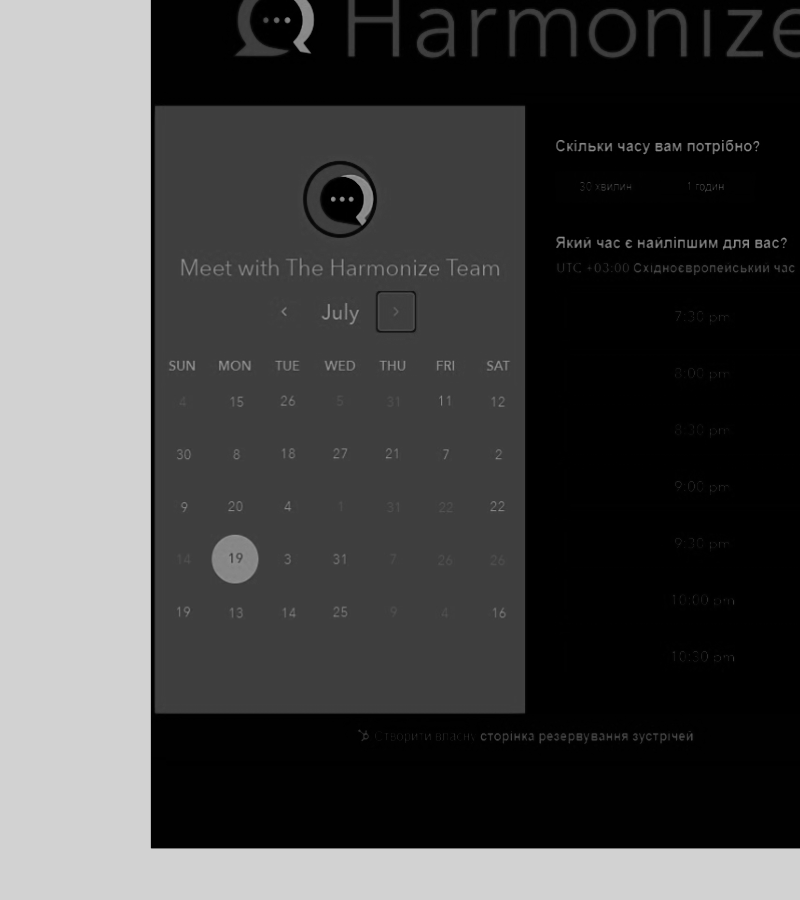 Harmonize
Meet with The Harmonize Team
July
SUN MON TUE WED THU FRI SAT
4 15 26 5 31 11 12
30 8 18 27 21 7 2
9 20 4 1 31 22 22
14 19 3 31 7 26 26
19 13 14 25 9 4 16
Скільки часу вам потрібно?
30 хвилин 1 годин
Який час є найліпшим для вас?
UTC +03:00 Східноєвропейський час
7:30 pm
8:00 pm
8:30 pm
9:00 pm
9:30 pm
10:00 pm
10:30 pm
Створити власну сторінка резервування зустрічей